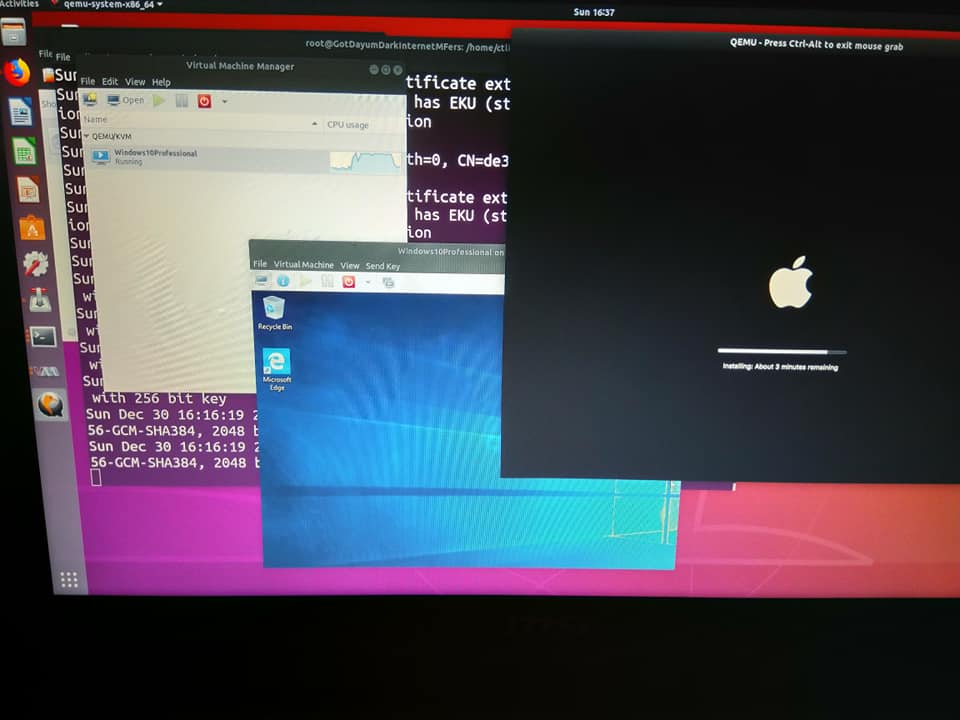 Activities
qemu-system-x86_64
Sun 16:37
root@GotDayumDarkInternetMFers: /home/ctl
QEMU - Press Ctrl-Alt to exit mouse grab
File
File
Virtual Machine Manager
File Edit View Help
Open
Name
CPU usage
QEMU/KVM
Windows10Professional
Running
Sun
Sun
ion
Sun
Sun
Sun
Sun
Sun
ion
Sun
Sun
Sun
wi
Sun
wi
Sun
wi
Sun
tificate ext
has EKU (st
ion
th=0, CN=de3
tificate ext
has EKU (st
ion
with 256 bit key
Sun Dec 30 16:16:19 2
56-GCM-SHA384, 2048 b
Sun Dec 30 16:16:19 2
56-GCM-SHA384, 2048 b
Windows10Professional on
File Virtual Machine View Send Key
Recycle Bin
Microsoft
Edge
Installing: About 3 minutes remaining